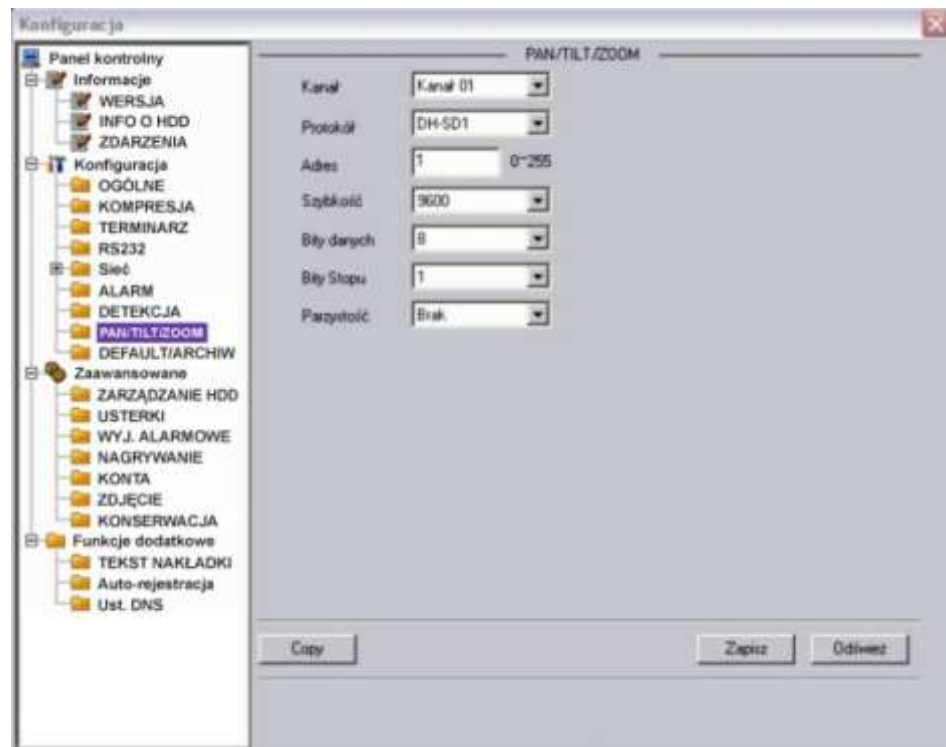 Konfiguracja
Panel kontrolny
Informacje
WERSJA
INFO O HDD
ZDARZENIA
Konfiguracja
OGÓLNE
KOMPRESJA
TERMINARZ
RS232
Sieć
ALARM
DETEKCJA
PAN/TILT/ZOOM
DEFAULT/ARCHIW
Zaawansowane
ZARZĄDZANIE HDD
USTERKI
WYJ. ALARMOWE
NAGRYWANIE
KONTA
ZDJĘCIE
KONSERWACJA
Funkcje dodatkowe
TEKST NAKŁADKI
Auto-rejestracja
Ust. DNS
PAN/TILT/ZOOM
Kanał Kanał 01
Protokół DH-SD1
Adres 1 0~255
Szybkość 9600
Bity danych 8
Bity Stopu 1
Parzystość Brak
Copy Zapisz Odśwież